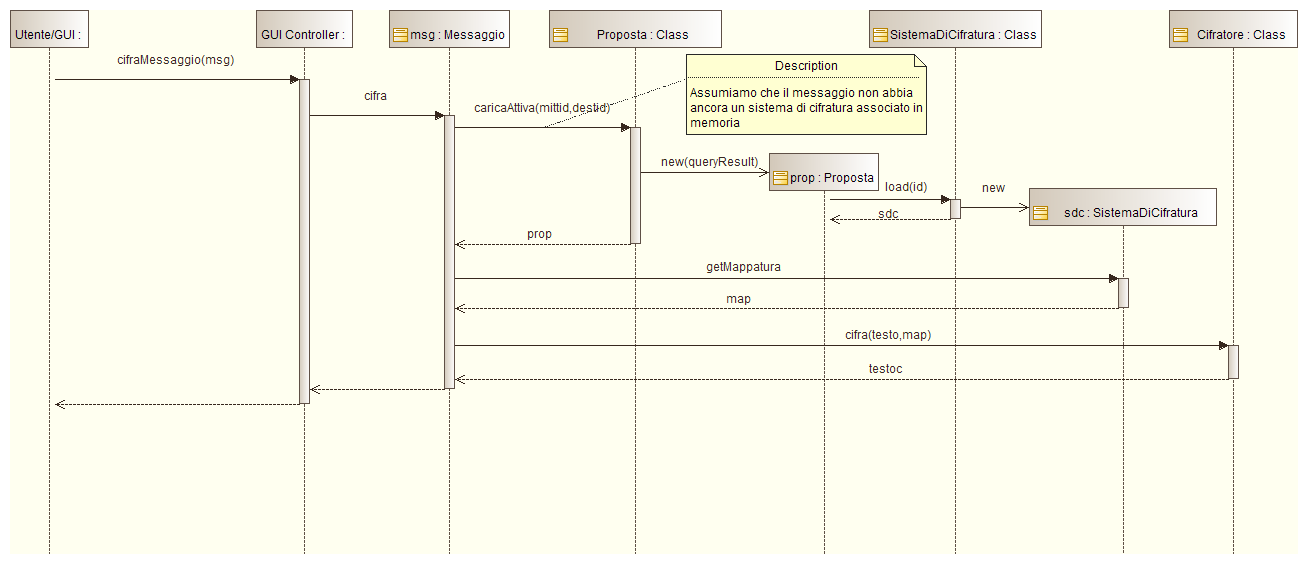 Utente/GUI :
GUI Controller :
msg : Messaggio
Proposta : Class
SistemaDiCifratura : Class
Cifratore : Class
cifraMessaggio(msg)
cifra
caricaAttiva(mittid,destid)
Description
Assumiamo che il messaggio non abbia
ancora un sistema di cifratura associato in
memoria
new(queryResult)
prop : Proposta
load(id)
new
sdc
sdc : SistemaDiCifratura
prop
getMappatura
map
cifra(testo,map)
testoc